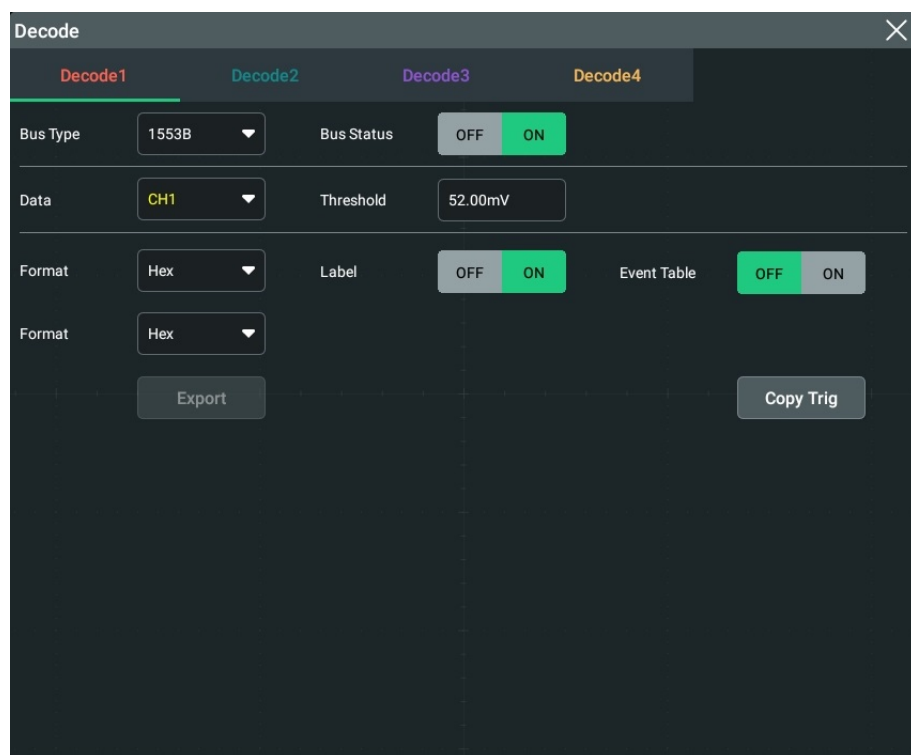 Decode
Decode1 Decode2 Decode3 Decode4
Bus Type 1553B Bus Status OFF ON
Data CH1 Threshold 52.00mV
Format Hex Label OFF ON Event Table OFF ON
Format Hex
Export Copy Trig